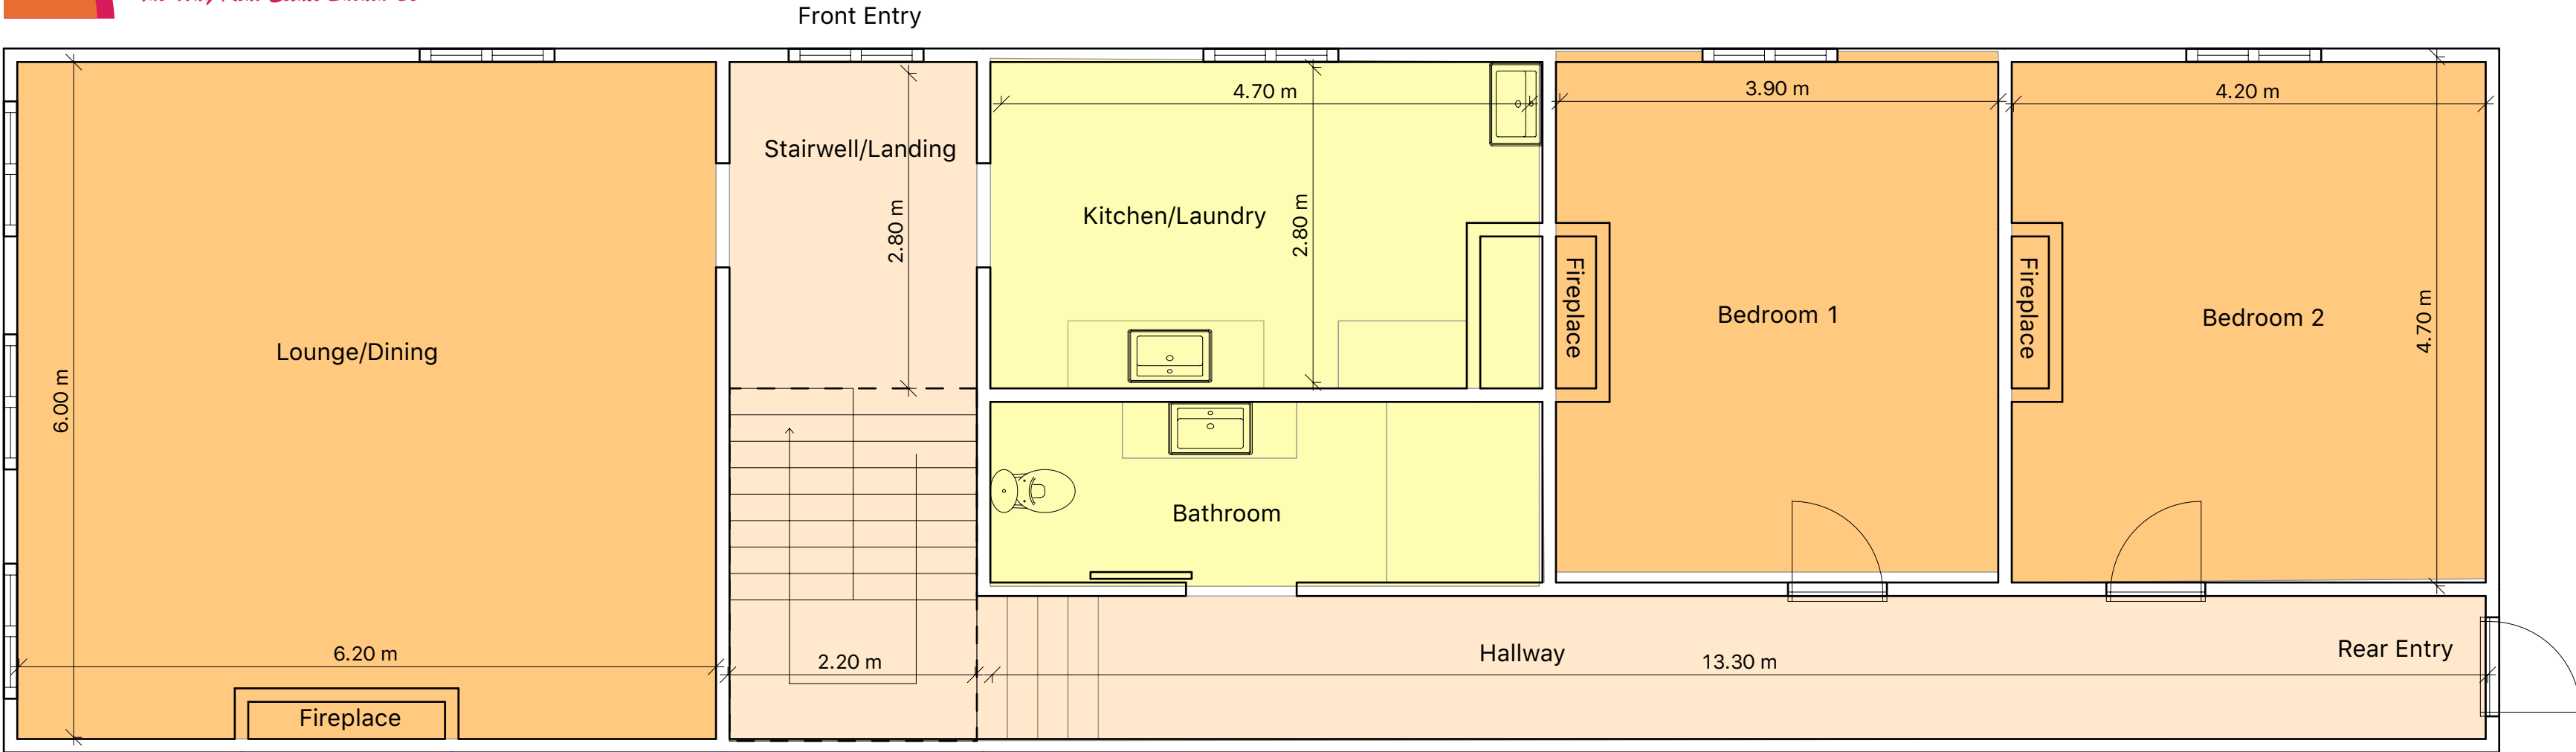 Front Entry
4.70 m
3.90 m
4.20 m
Stairwell/Landing
Kitchen/Laundry
2.80 m
2.80 m
Fireplace
Bedroom 1
Fireplace
Bedroom 2
4.70 m
Lounge/Dining
6.00 m
Bathroom
6.20 m
2.20 m
Hallway
13.30 m
Rear Entry
Fireplace